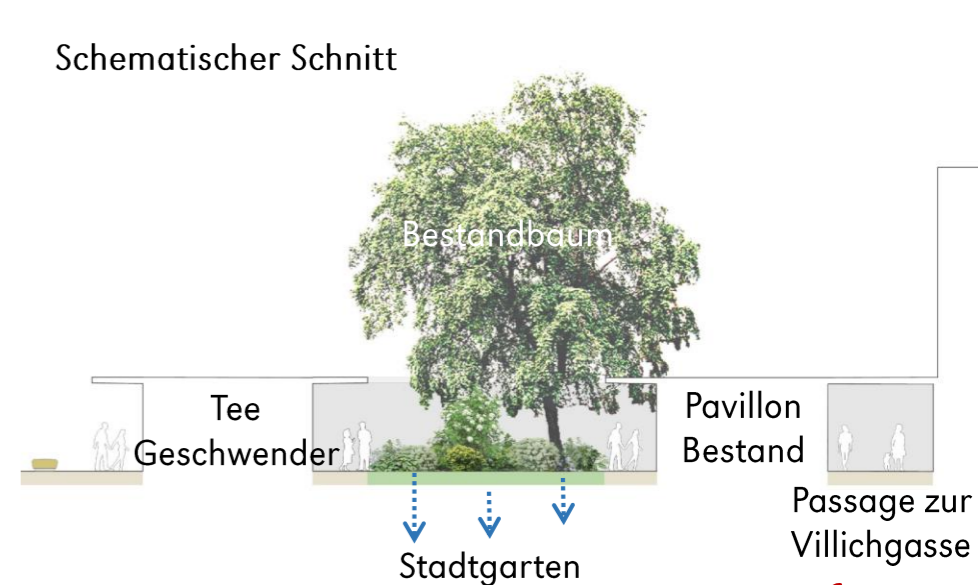 Schematischer Schnitt
Bestandbaum
Tee
Geschwender
Pavillon
Bestand
Passage zur
Villichgasse
Stadtgarten